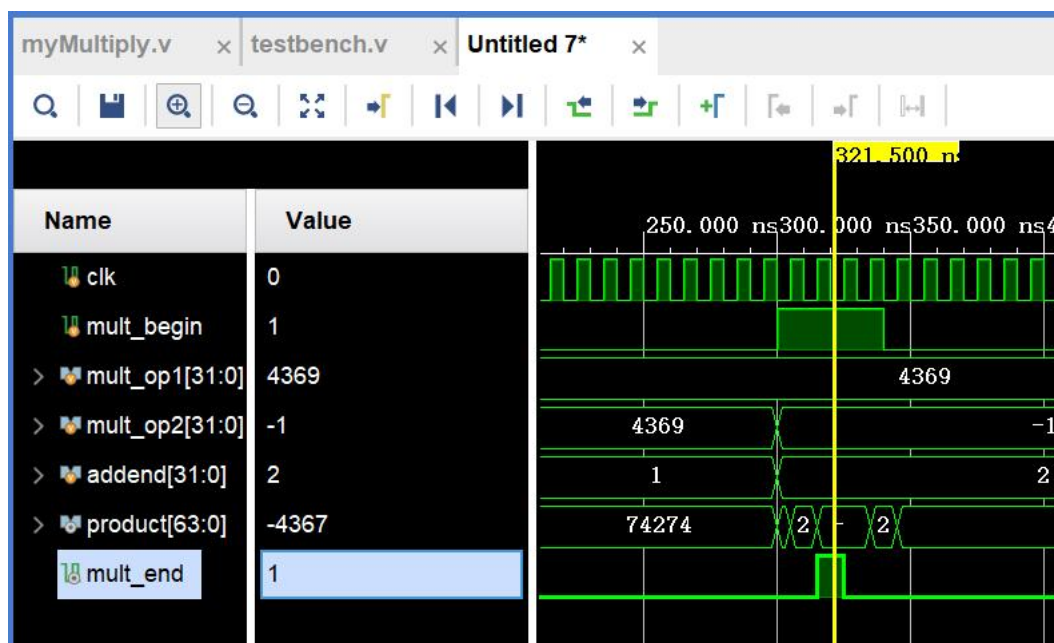 myMultiply.v × testbench.v × Untitled 7* ×
321.500 ns
Name Value
250.000 ns 300.000 ns 350.000 ns 4
clk 0
mult_begin 1
> mult_op1[31:0] 4369 4369
> mult_op2[31:0] -1 4369 -1
> addend[31:0] 2 1 2
> product[63:0] -4367 74274 2 - 2
mult_end 1